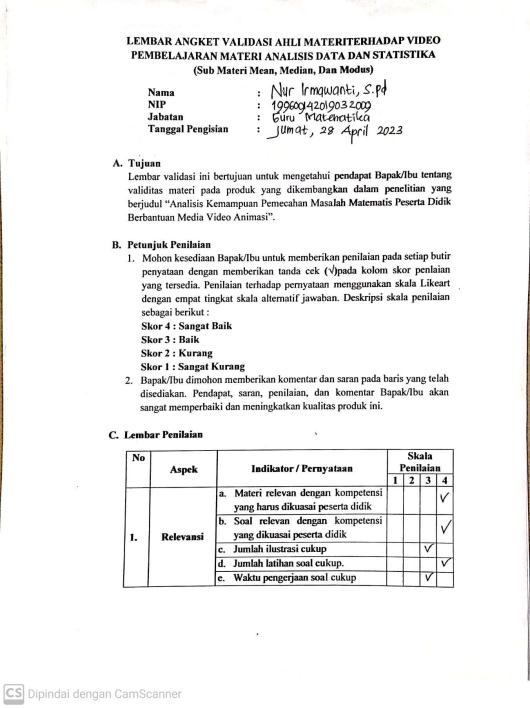 LEMBAR ANGKET VALIDASI AHLI MATERITERHADAP VIDEO
PEMBELAJARAN MATERI ANALISIS DATA DAN STATISTIKA
(Sub Materi Mean, Median, Dan Modus)
Nama : Nur Irmawanti, S.pd
NIP :
Jabatan : Guru Matematika
Tanggal Pengisian : Jumat, 28 April 2023
A. Tujuan
Lembar validasi ini bertujuan untuk mengetahui pendapat Bapak/Ibu tentang
validitas materi pada produk yang dikembangkan dalam penelitian yang
berjudul “Analisis Kemampuan Pemecahan Masalah Matematis Peserta Didik
Berbantuan Media Video Animasi”.
B. Petunjuk Penilaian
1. Mohon kesediaan Bapak/Ibu untuk memberikan penilaian pada setiap butir
penyataan dengan memberikan tanda cek (√)pada kolom skor penlaian
yang tersedia. Penilaian terhadap pernyataan menggunakan skala Likeart
dengan empat tingkat skala alternatif jawaban. Deskripsi skala penilaian
sebagai berikut :
Skor 4 : Sangat Baik
Skor 3 : Baik
Skor 2 : Kurang
Skor 1 : Sangat Kurang
2. Bapak/Ibu dimohon memberikan komentar dan saran pada baris yang telah
disediakan. Pendapat, saran, penilaian, dan komentar Bapak/Ibu akan
sangat memperbaiki dan meningkatkan kualitas produk ini.
C. Lembar Penilaian
No Aspek Indikator / Pernyataan Skala
Penilaian
1 2 3 4
1. Relevansi
a. Materi relevan dengan kompetensi √
yang harus dikuasai peserta didik
b. Soal relevan dengan kompetensi √
yang dikuasai peserta didik
c. Jumlah ilustrasi cukup √
d. Jumlah latihan soal cukup. √
e. Waktu pengerjaan soal cukup √
CS Dipindai dengan CamScanner